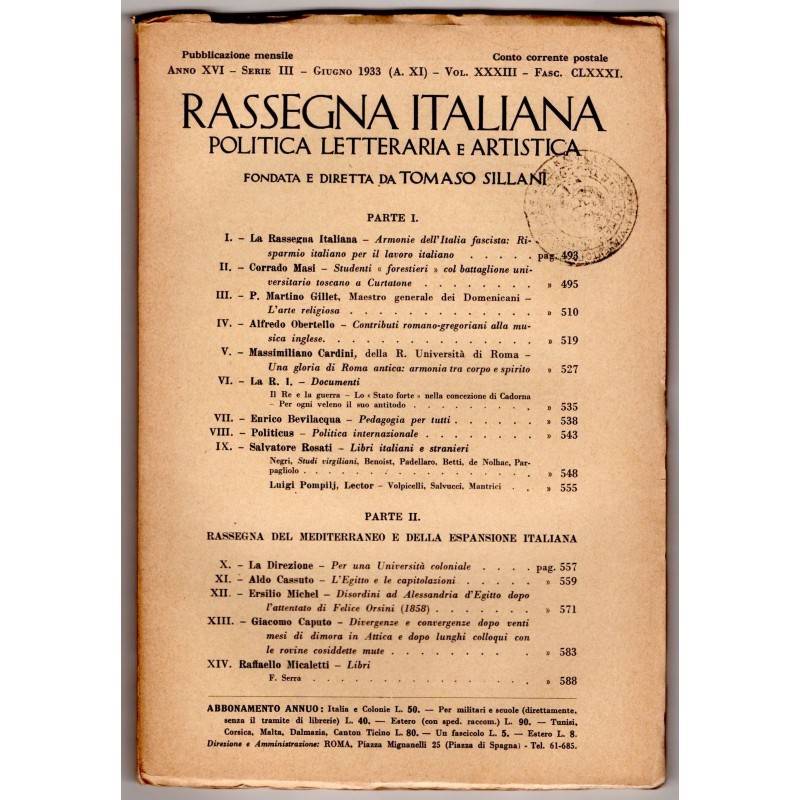 Pubblicazione mensile Conto corrente postale
Anno XVI – Serie III – Giugno 1933 (A. XI) – Vol. XXXIII – Fasc. CLXXXI.
RASSEGNA ITALIANA
POLITICA LETTERARIA E ARTISTICA
FONDATA E DIRETTA DA TOMASO SILLANI
PARTE I.
I. – La Rassegna Italiana – Armonie dell'Italia fascista: Ri-
sparmio italiano per il lavoro italiano . . . . . pag. 493
II. – Corrado Masi – Studenti « forestieri » col battaglione uni-
versitario toscano a Curtatone . . . . . . . . » 495
III. – P. Martino Gillet, Maestro generale dei Domenicani –
L'arte religiosa . . . . . . . . . . . . » 510
IV. – Alfredo Obertello – Contributi romano-gregoriani alla mu-
sica inglese. . . . . . . . . . . . . . » 519
V. – Massimiliano Cardini, della R. Università di Roma –
Una gloria di Roma antica: armonia tra corpo e spirito » 527
VI. – La R. I. – Documenti
Il Re e la guerra – Lo « Stato forte » nella concezione di Cadorna
– Per ogni veleno il suo antitodo . . . . . . . . . » 535
VII. – Enrico Bevilacqua – Pedagogia per tutti . . . . . . » 538
VIII. – Politicus – Politica internazionale . . . . . . . . » 543
IX. – Salvatore Rosati – Libri italiani e stranieri
Negri, Studi virgiliani, Benoist, Padellaro, Betti, de Nolhac, Par-
pagliolo . . . . . . . . . . . . . . . . » 548
Luigi Pompilj, Lector – Volpicelli, Salvucci, Mantrici . . » 555
PARTE II.
RASSEGNA DEL MEDITERRANEO E DELLA ESPANSIONE ITALIANA
X. – La Direzione – Per una Università coloniale . . . . pag. 557
XI. – Aldo Cassuto – L'Egitto e le capitolazioni . . . . . » 559
XII. – Ersilio Michel – Disordini ad Alessandria d'Egitto dopo
l'attentato di Felice Orsini (1858) . . . . . . . » 571
XIII. – Giacomo Caputo – Divergenze e convergenze dopo venti
mesi di dimora in Attica e dopo lunghi colloqui con
le rovine cosiddette mute . . . . . . . . . . » 583
XIV. Raffaello Micaletti – Libri
F. Serra . . . . . . . . . . . . . . . . » 588
ABBONAMENTO ANNUO: Italia e Colonie L. 50. — Per militari e scuole (direttamente,
senza il tramite di librerie) L. 40. — Estero (con sped. raccom.) L. 90. — Tunisi,
Corsica, Malta, Dalmazia, Canton Ticino L. 80. — Un fascicolo L. 5. — Estero L. 8.
Direzione e Amministrazione: ROMA, Piazza Mignanelli 25 (Piazza di Spagna) - Tel. 61-685.